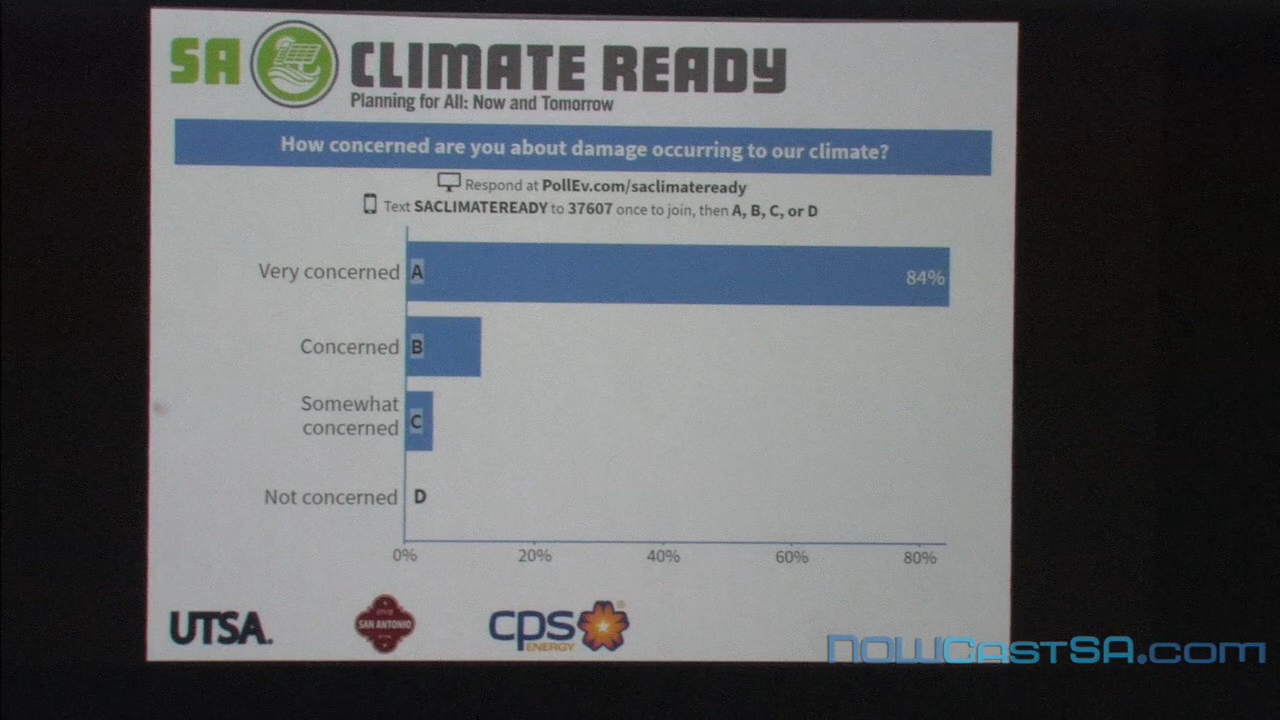 SA CLIMATE READY
Planning for All: Now and Tomorrow
How concerned are you about damage occurring to our climate?
Respond at PollEv.com/saclimateready
Text SACLIMATEREADY to 37607 once to join, then A, B, C, or D
Very concerned A 84%
Concerned B
Somewhat
concerned C
Not concerned D
0% 20% 40% 60% 80%
UTSA.
SAN ANTONIO
cps
ENERGY
NOWCastSA.com